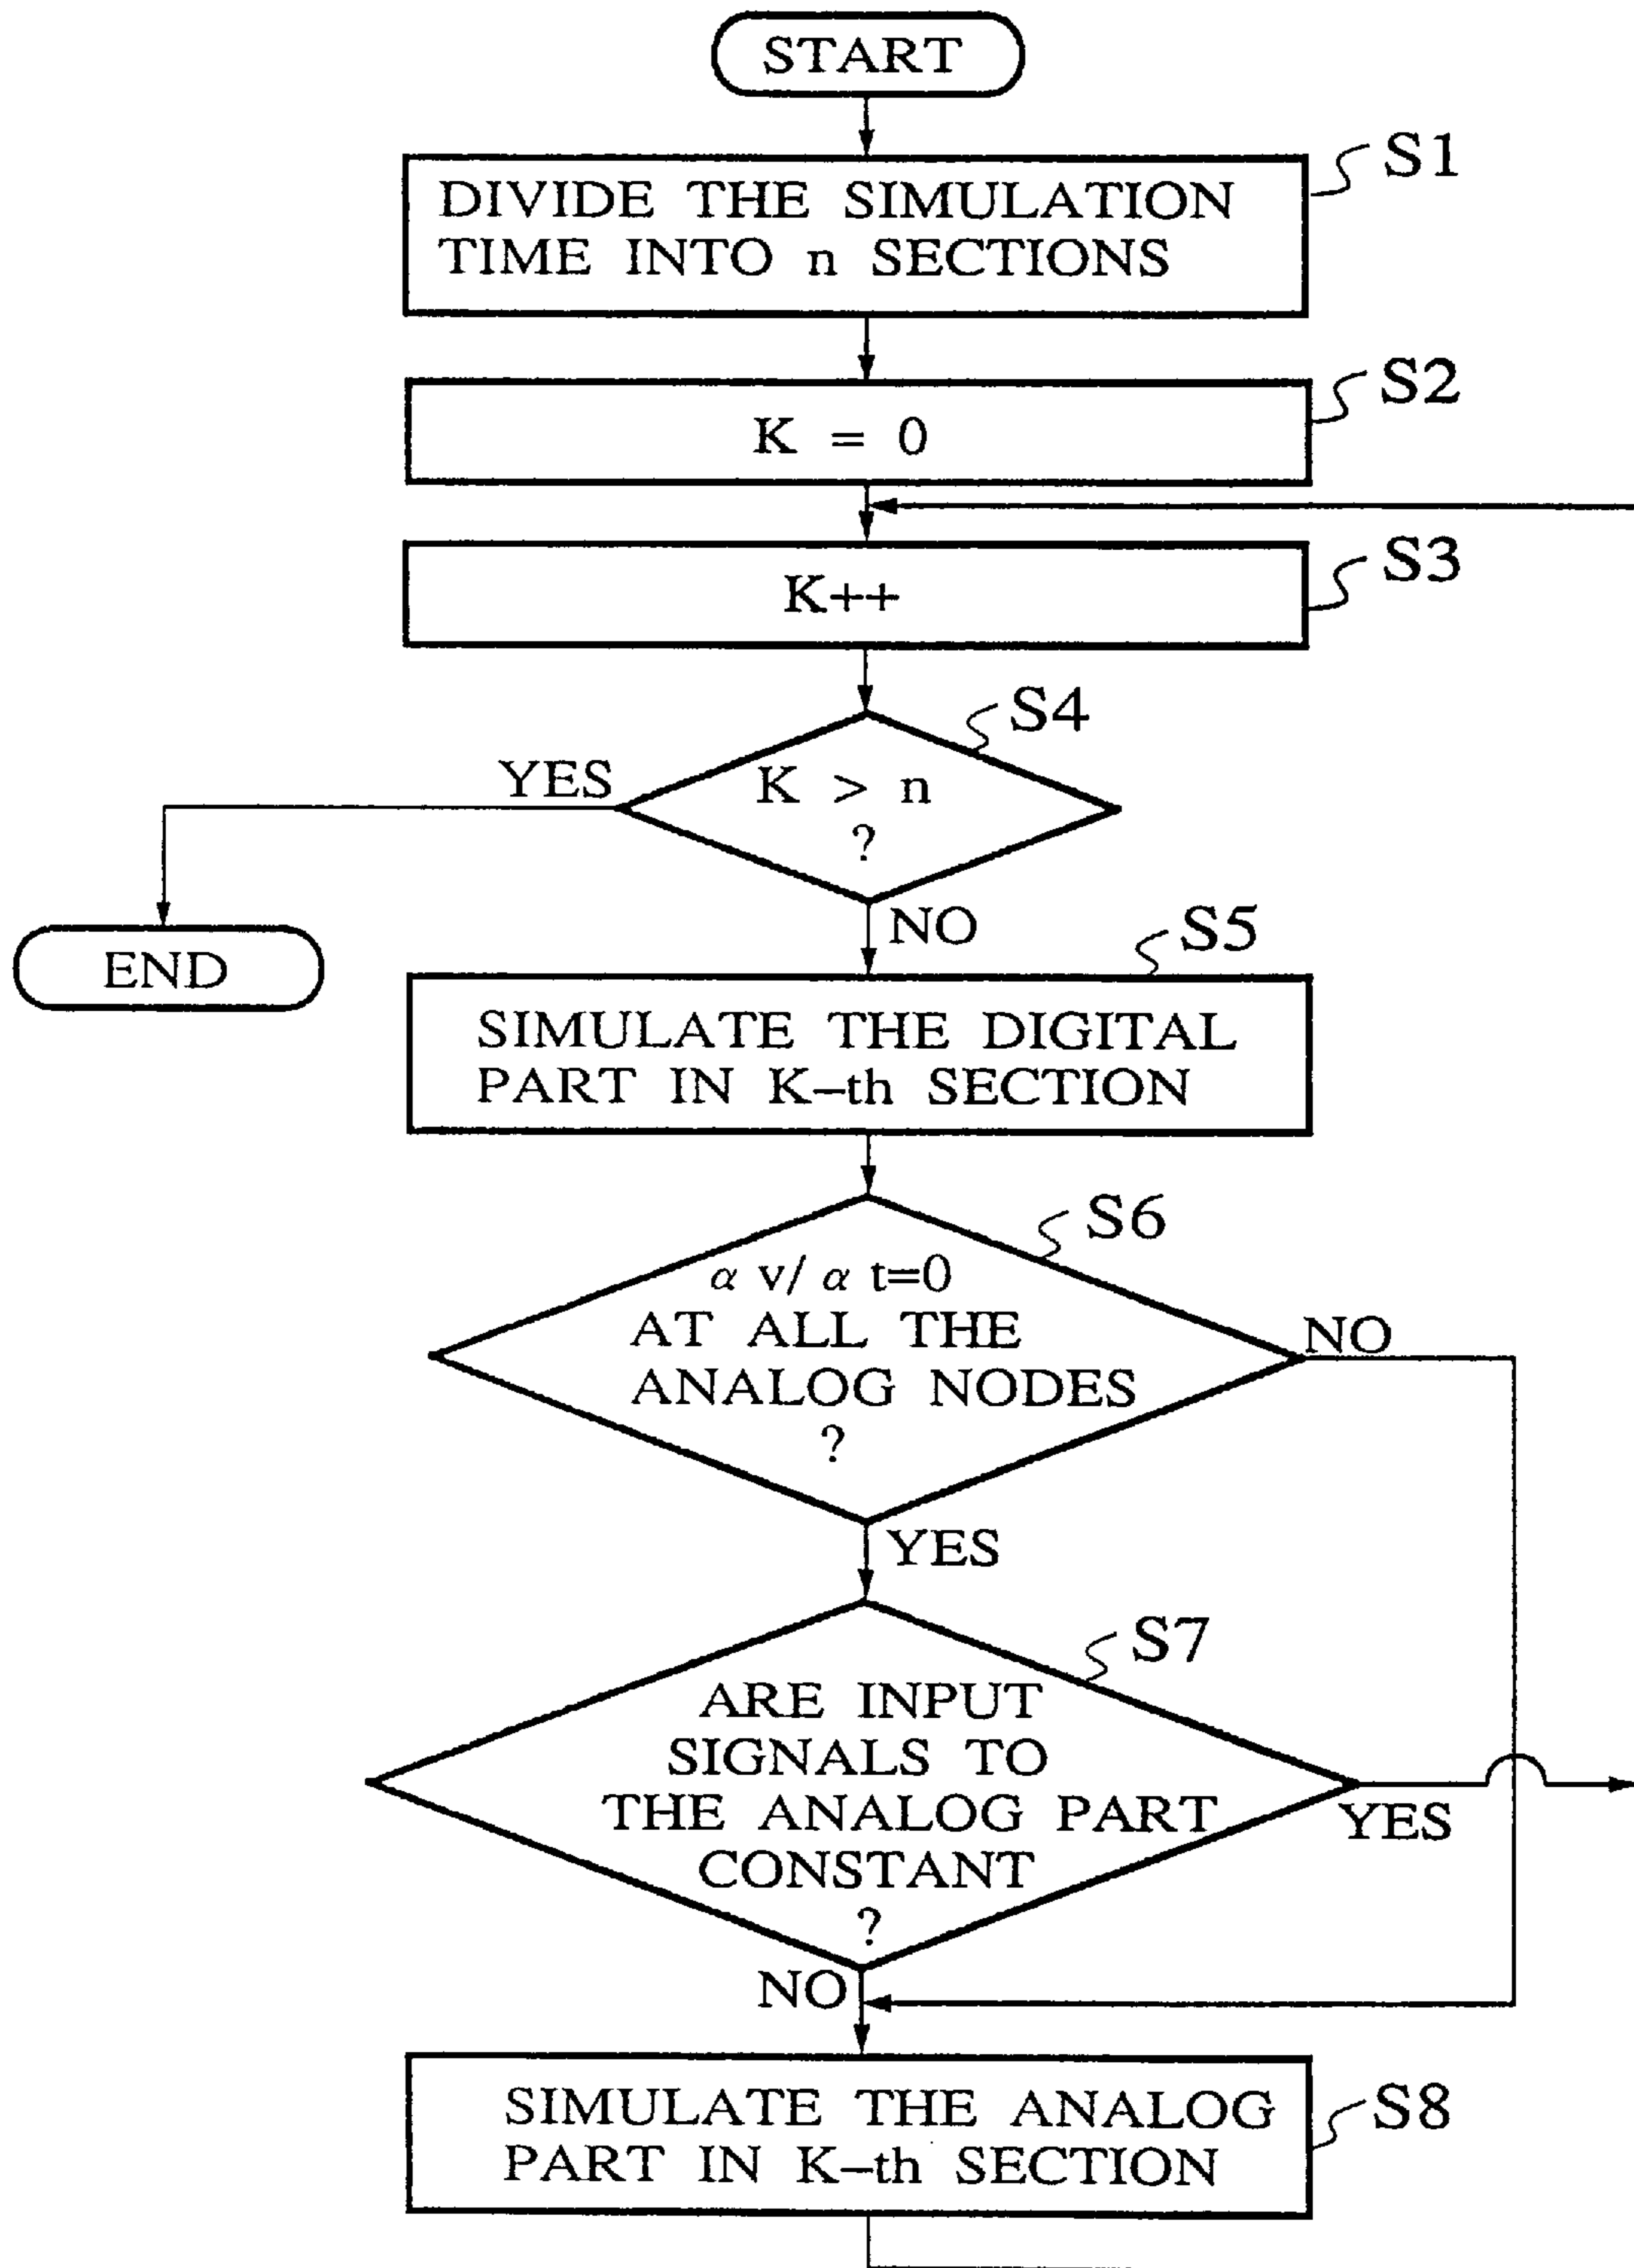 START
S1
DIVIDE THE SIMULATION
TIME INTO n SECTIONS
S2
K = 0
S3
K++
S4
YES
K > n
?
NO
END
S5
SIMULATE THE DIGITAL
PART IN K-th SECTION
S6
α v/ α t=0
AT ALL THE
ANALOG NODES
?
NO
YES
S7
ARE INPUT
SIGNALS TO
THE ANALOG PART
CONSTANT
?
YES
NO
S8
SIMULATE THE ANALOG
PART IN K-th SECTION